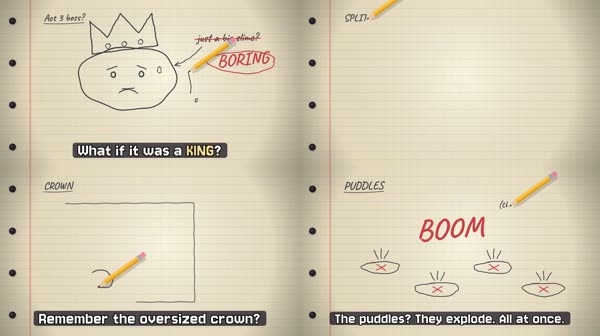 Act 3 boss?
just a big slime?
BORING
What if it was a KING?
SPLIT
CROWN
Remember the oversized crown?
PUDDLES
BOOM
The puddles? They explode. All at once.